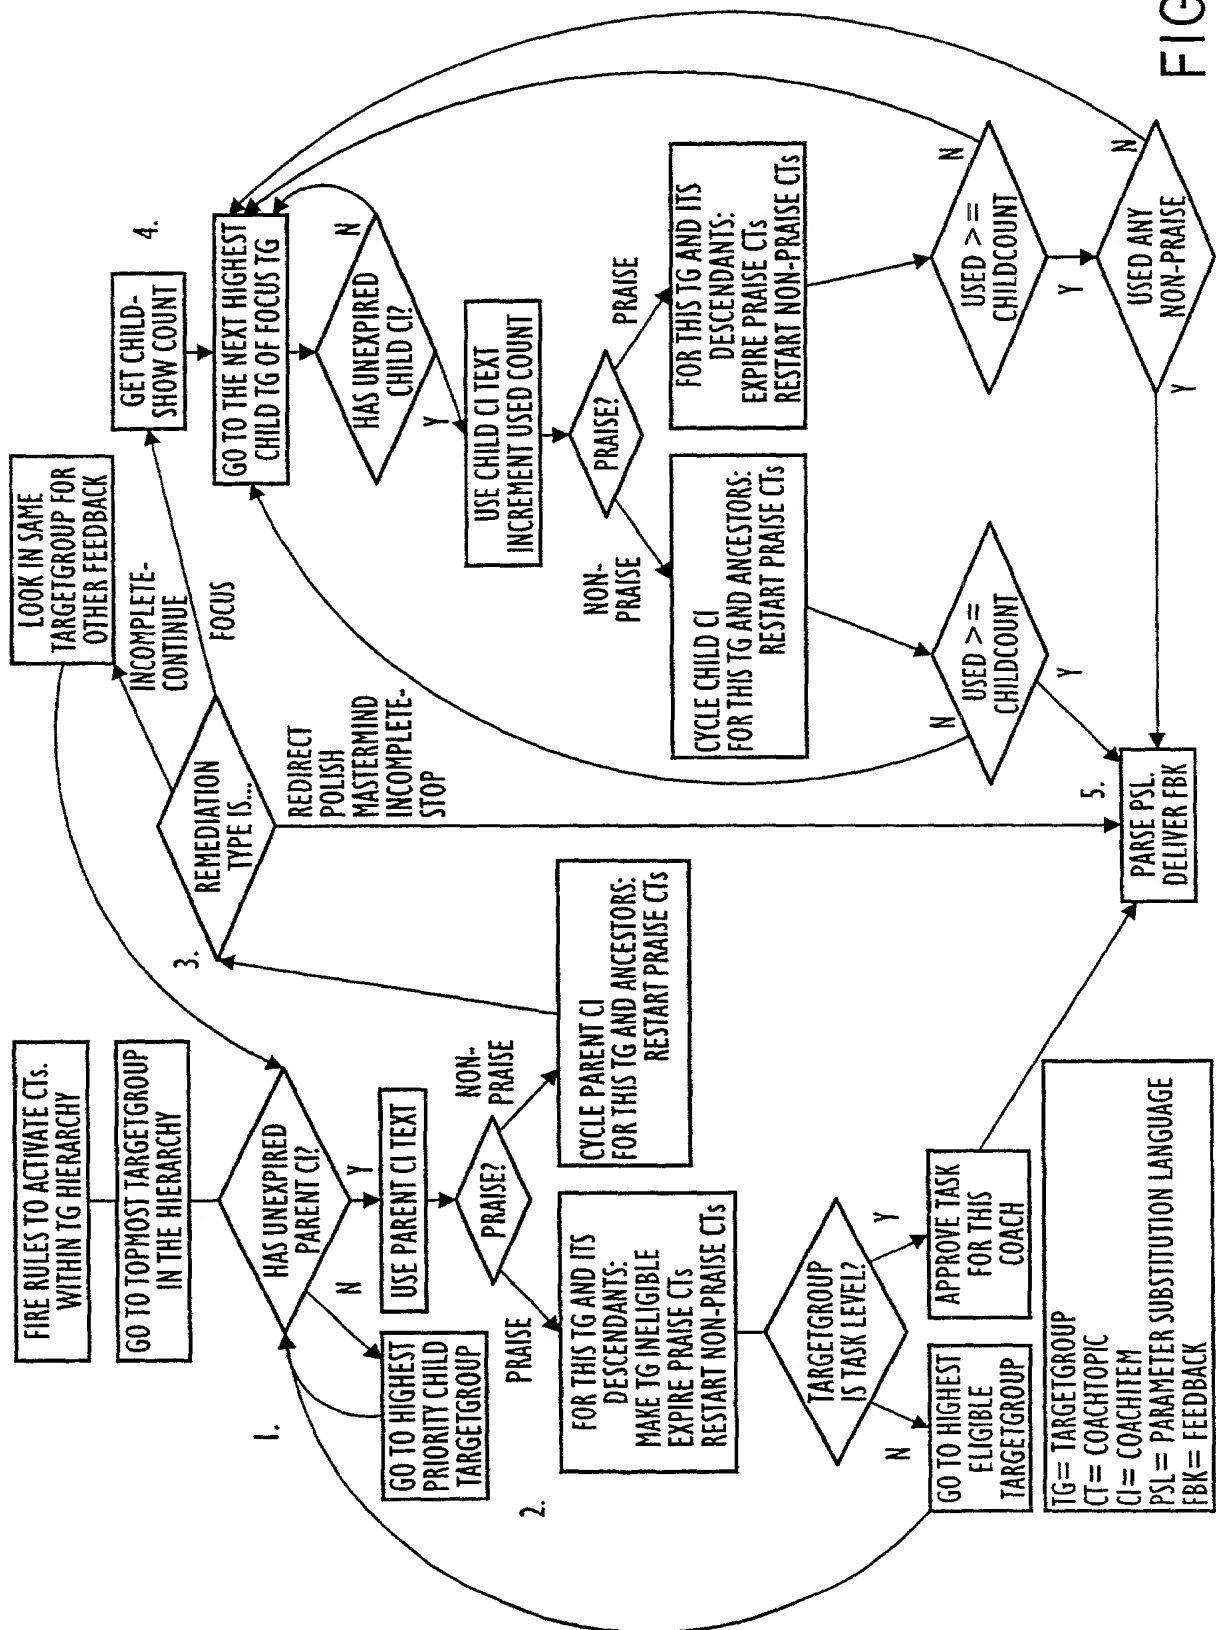 FIRE RULES TO ACTIVATE CTs.
WITHIN TG HIERARCHY
GO TO TOPMOST TARGETGROUP
IN THE HIERARCHY
1.
HAS UNEXPIRED
PARENT CI?
N
Y
GO TO HIGHEST
PRIORITY CHILD
TARGETGROUP
USE PARENT CI TEXT
2.
PRAISE?
PRAISE
NON-
PRAISE
FOR THIS TG AND ITS
DESCENDANTS:
MAKE TG INELIGIBLE
EXPIRE PRAISE CTs
RESTART NON-PRAISE CTs
CYCLE PARENT CI
FOR THIS TG AND ANCESTORS:
RESTART PRAISE CTs
TARGETGROUP
IS TASK LEVEL?
N
Y
GO TO HIGHEST
ELIGIBLE
TARGETGROUP
APPROVE TASK
FOR THIS
COACH
TG= TARGETGROUP
CT= COACHTOPIC
CI= COACHITEM
PSL= PARAMETER SUBSTITUTION LANGUAGE
FBK= FEEDBACK
3.
REMEDIATION
TYPE IS...
LOOK IN SAME
TARGETGROUP FOR
OTHER FEEDBACK
INCOMPLETE-
CONTINUE
FOCUS
REDIRECT
POLISH
MASTERMIND
INCOMPLETE-
STOP
4.
GET CHILD-
SHOW COUNT
GO TO THE NEXT HIGHEST
CHILD TG OF FOCUS TG
HAS UNEXPIRED
CHILD CI?
N
Y
USE CHILD CI TEXT
INCREMENT USED COUNT
PRAISE?
NON-
PRAISE
PRAISE
CYCLE CHILD CI
FOR THIS TG AND ANCESTORS:
RESTART PRAISE CTs
FOR THIS TG AND ITS
DESCENDANTS:
EXPIRE PRAISE CTs
RESTART NON-PRAISE CTs
USED >=
CHILDCOUNT
N
Y
USED >=
CHILDCOUNT
N
Y
USED ANY
NON-PRAISE
N
Y
5.
PARSE PSL.
DELIVER FBK
FIG